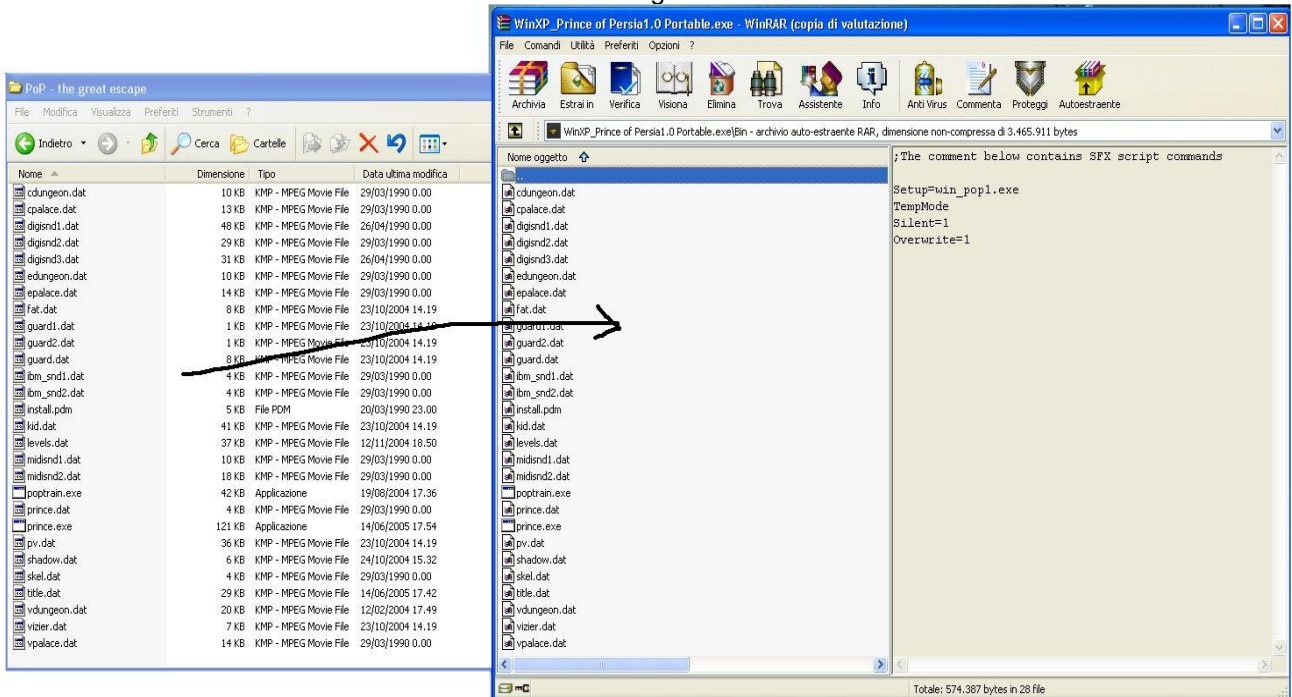 WinXP_Prince of Persia1.0 Portable.exe - WinRAR (copia di valutazione)
File Comandi Utilità Preferiti Opzioni ?
Archivia Estrai in Verifica Visiona Elimina Trova Assistente Info Anti Virus Commenta Proteggi Autoestraente
WinXP_Prince of Persia1.0 Portable.exe\Bin - archivio auto-estraente RAR, dimensione non-compressa di 3.465.911 bytes
Nome oggetto
..
cdungeon.dat
cpalace.dat
digisnd1.dat
digisnd2.dat
digisnd3.dat
edungeon.dat
epalace.dat
fat.dat
guard1.dat
guard2.dat
guard.dat
ibm_snd1.dat
ibm_snd2.dat
install.pdm
kid.dat
levels.dat
midisnd1.dat
midisnd2.dat
poptrain.exe
prince.dat
prince.exe
pv.dat
shadow.dat
skel.dat
title.dat
vdungeon.dat
vizier.dat
vpalace.dat
;The comment below contains SFX script commands
Setup=win_pop1.exe
TempMode
Silent=1
Overwrite=1
Totale: 574.387 bytes in 28 file
PoP - the great escape
File Modifica Visualizza Preferiti Strumenti ?
Indietro Cerca Cartelle
Nome Dimensione Tipo Data ultima modifica
cdungeon.dat 10 KB KMP - MPEG Movie File 29/03/1990 0.00
cpalace.dat 13 KB KMP - MPEG Movie File 29/03/1990 0.00
digisnd1.dat 48 KB KMP - MPEG Movie File 26/04/1990 0.00
digisnd2.dat 29 KB KMP - MPEG Movie File 29/03/1990 0.00
digisnd3.dat 31 KB KMP - MPEG Movie File 26/04/1990 0.00
edungeon.dat 10 KB KMP - MPEG Movie File 29/03/1990 0.00
epalace.dat 14 KB KMP - MPEG Movie File 29/03/1990 0.00
fat.dat 8 KB KMP - MPEG Movie File 23/10/2004 14.19
guard1.dat 1 KB KMP - MPEG Movie File 23/10/2004 14.19
guard2.dat 1 KB KMP - MPEG Movie File 23/10/2004 14.19
guard.dat 8 KB KMP - MPEG Movie File 23/10/2004 14.19
ibm_snd1.dat 4 KB KMP - MPEG Movie File 29/03/1990 0.00
ibm_snd2.dat 4 KB KMP - MPEG Movie File 29/03/1990 0.00
install.pdm 5 KB File PDM 20/03/1990 23.00
kid.dat 41 KB KMP - MPEG Movie File 23/10/2004 14.19
levels.dat 37 KB KMP - MPEG Movie File 12/11/2004 18.50
midisnd1.dat 10 KB KMP - MPEG Movie File 29/03/1990 0.00
midisnd2.dat 18 KB KMP - MPEG Movie File 29/03/1990 0.00
poptrain.exe 42 KB Applicazione 19/08/2004 17.36
prince.dat 4 KB KMP - MPEG Movie File 29/03/1990 0.00
prince.exe 121 KB Applicazione 14/06/2005 17.54
pv.dat 36 KB KMP - MPEG Movie File 23/10/2004 14.19
shadow.dat 6 KB KMP - MPEG Movie File 24/10/2004 15.32
skel.dat 4 KB KMP - MPEG Movie File 29/03/1990 0.00
title.dat 29 KB KMP - MPEG Movie File 14/06/2005 17.42
vdungeon.dat 20 KB KMP - MPEG Movie File 12/02/2004 17.49
vizier.dat 7 KB KMP - MPEG Movie File 23/10/2004 14.19
vpalace.dat 14 KB KMP - MPEG Movie File 29/03/1990 0.00